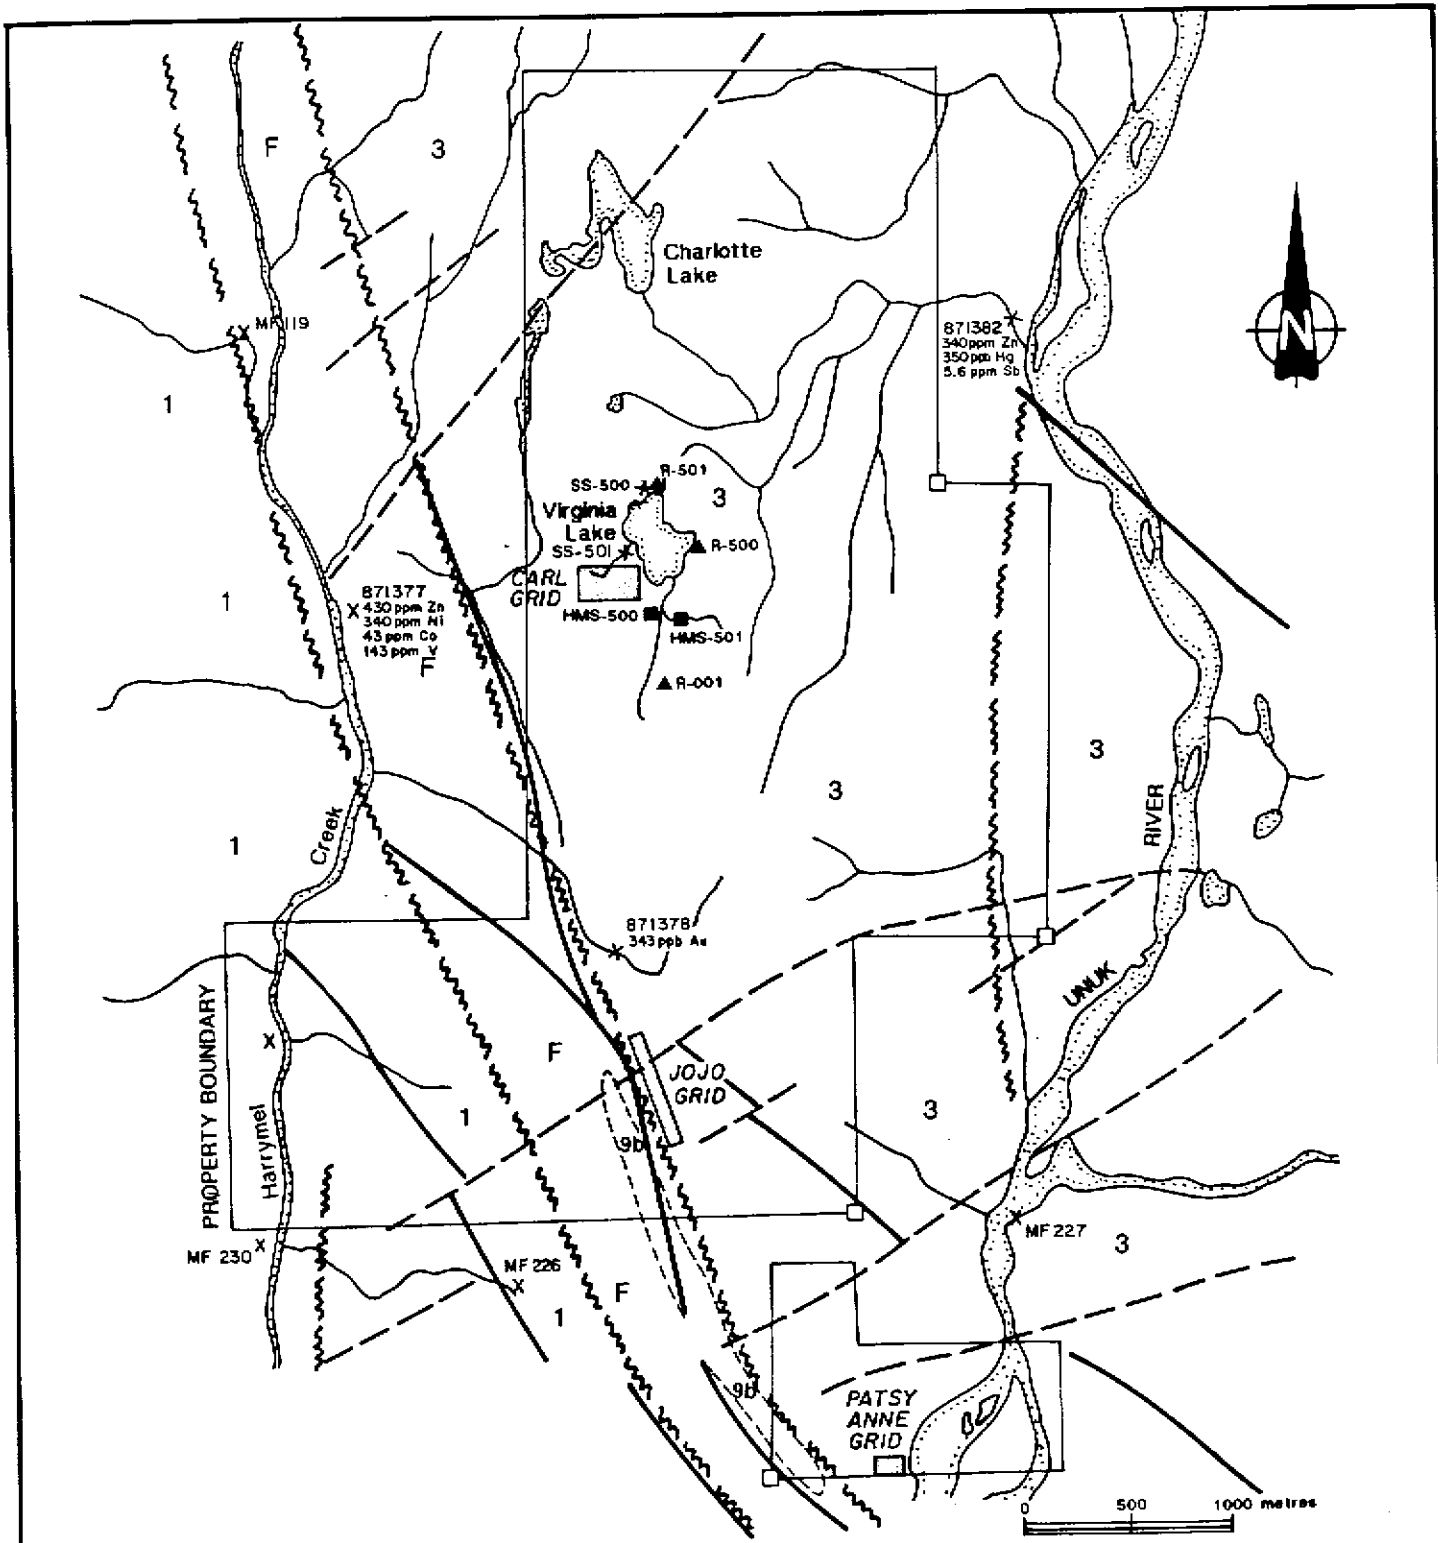 F
3
Charlotte
Lake
N
MF119
871382
340ppm Zn
350ppb Hg
5.6 ppm Sb
1
R-501
SS-500
3
Virginia
Lake
R-500
SS-501
CARL
GRID
1
871377
430 ppm Zn
340 ppm Ni
43 ppm Co
143 ppm V
F
HMS-500
HMS-501
R-001
3
3
RIVER
Creek
1
871378
343 ppb Au
UNUK
PROPERTY BOUNDARY
F
JOJO
GRID
3
1
9b
Harrymel
MF 227
3
MF 230
MF 226
F
1
9b
PATSY
ANNE
GRID
0 500 1000 metres